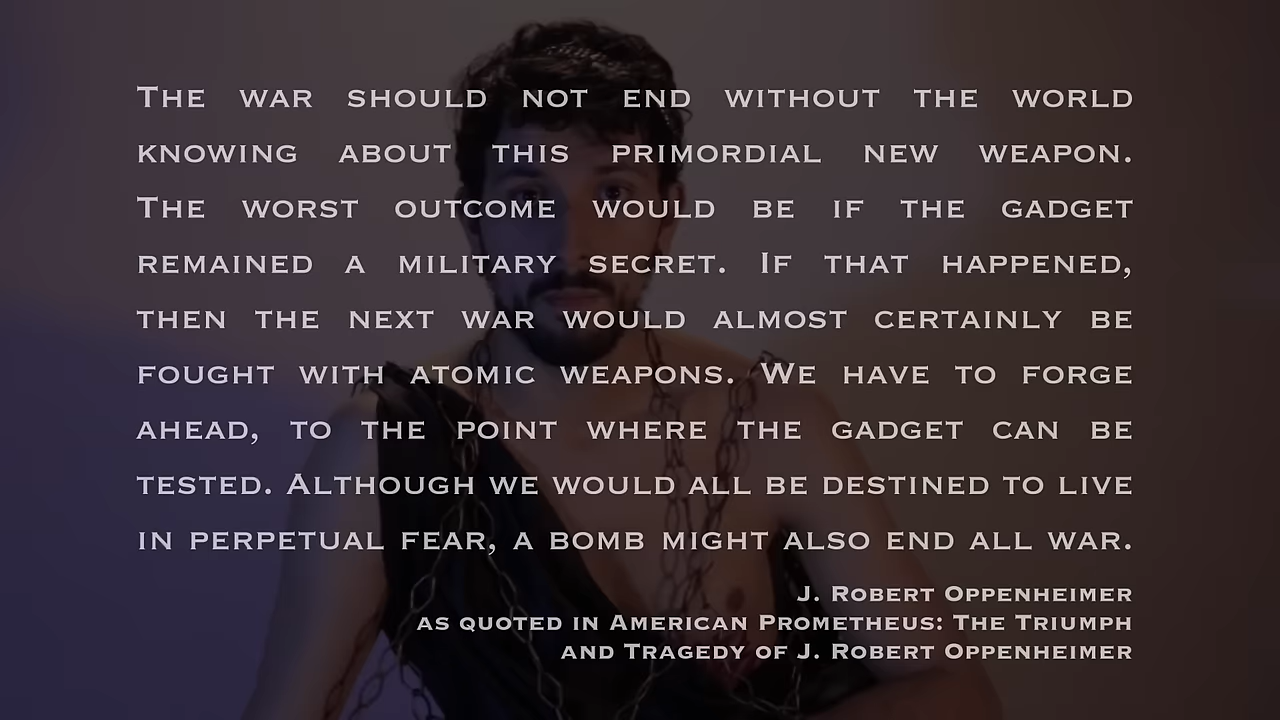 The war should not end without the world
knowing about this primordial new weapon.
The worst outcome would be if the gadget
remained a military secret. If that happened,
then the next war would almost certainly be
fought with atomic weapons. We have to forge
ahead, to the point where the gadget can be
tested. Although we would all be destined to live
in perpetual fear, a bomb might also end all war.
J. Robert Oppenheimer
as quoted in American Prometheus: The Triumph
and Tragedy of J. Robert Oppenheimer